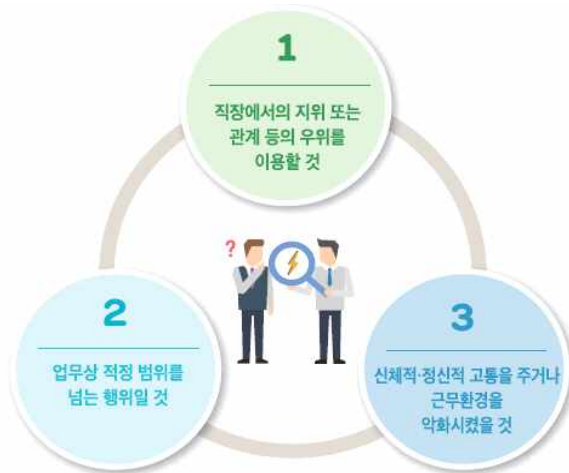 1
직장에서의 지위 또는
관계 등의 우위를
이용할 것
?
2
업무상 적정 범위를
넘는 행위일 것
3
신체적·정신적 고통을 주거나
근무환경을
악화시켰을 것